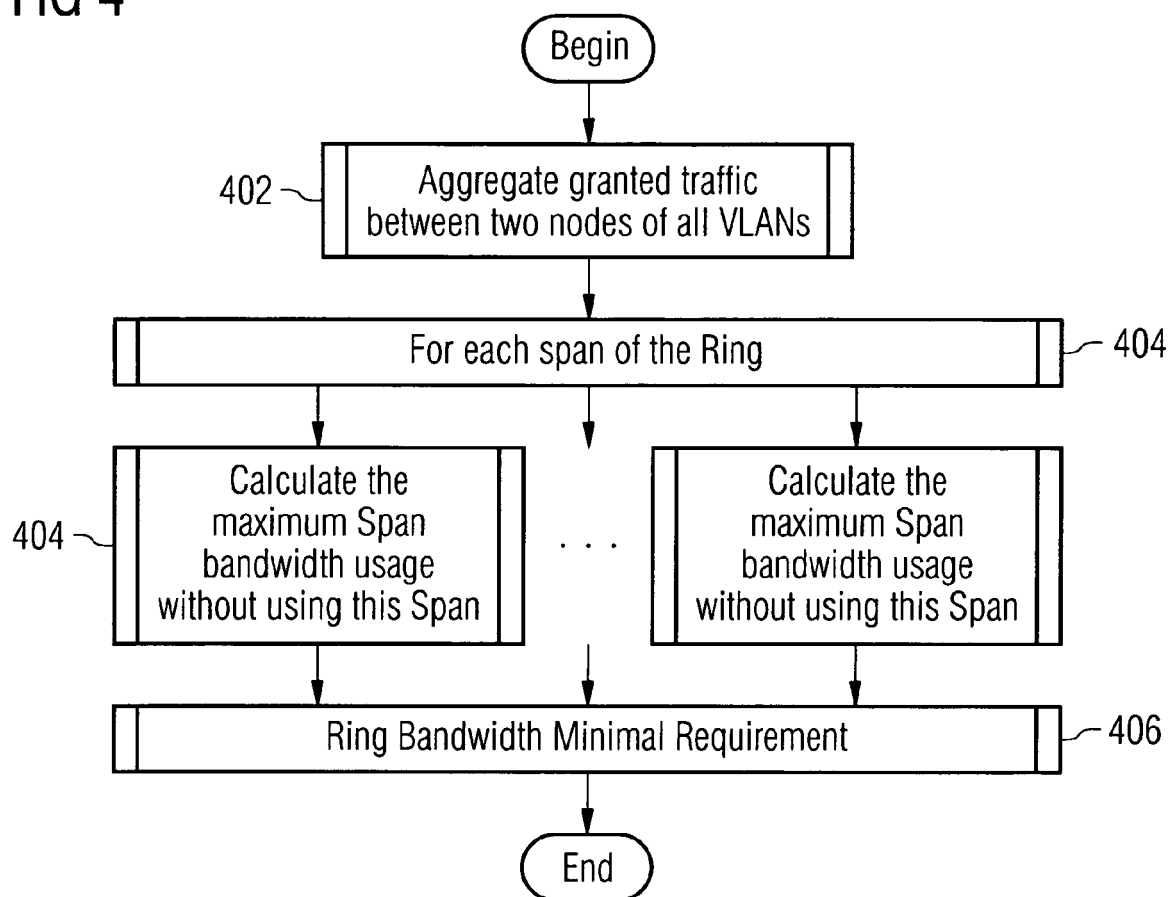 FIG 4
Begin
402
Aggregate granted traffic
between two nodes of all VLANs
For each span of the Ring
404
404
Calculate the
maximum Span
bandwidth usage
without using this Span
. . .
Calculate the
maximum Span
bandwidth usage
without using this Span
Ring Bandwidth Minimal Requirement
406
End